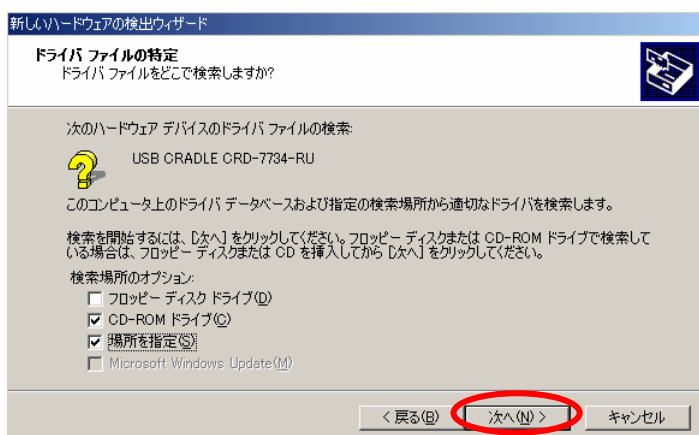 新しいハードウェアの検出ウィザード
ドライバ ファイルの特定
ドライバ ファイルをどこで検索しますか?
次のハードウェア デバイスのドライバ ファイルの検索:
USB CRADLE CRD-7734-RU
このコンピュータ上のドライバ データベースおよび指定の検索場所から適切なドライバを検索します。
検索を開始するには、[次へ] をクリックしてください。フロッピー ディスクまたは CD-ROM ドライブで検索して
いる場合は、フロッピー ディスクまたは CD を挿入してから [次へ] をクリックしてください。
検索場所のオプション:
フロッピー ディスク ドライブ(D)
CD-ROM ドライブ(C)
場所を指定(S)
Microsoft Windows Update(M)
< 戻る(B) 次へ(N) > キャンセル